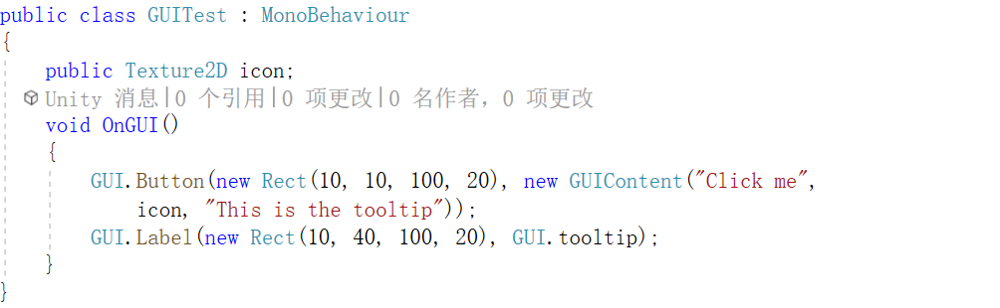 public class GUITest : MonoBehaviour
{
public Texture2D icon;
Unity 消息|0 个引用|0 项更改|0 名作者，0 项更改
void OnGUI()
{
GUI.Button(new Rect(10, 10, 100, 20), new GUIContent("Click me",
icon, "This is the tooltip"));
GUI.Label(new Rect(10, 40, 100, 20), GUI.tooltip);
}
}